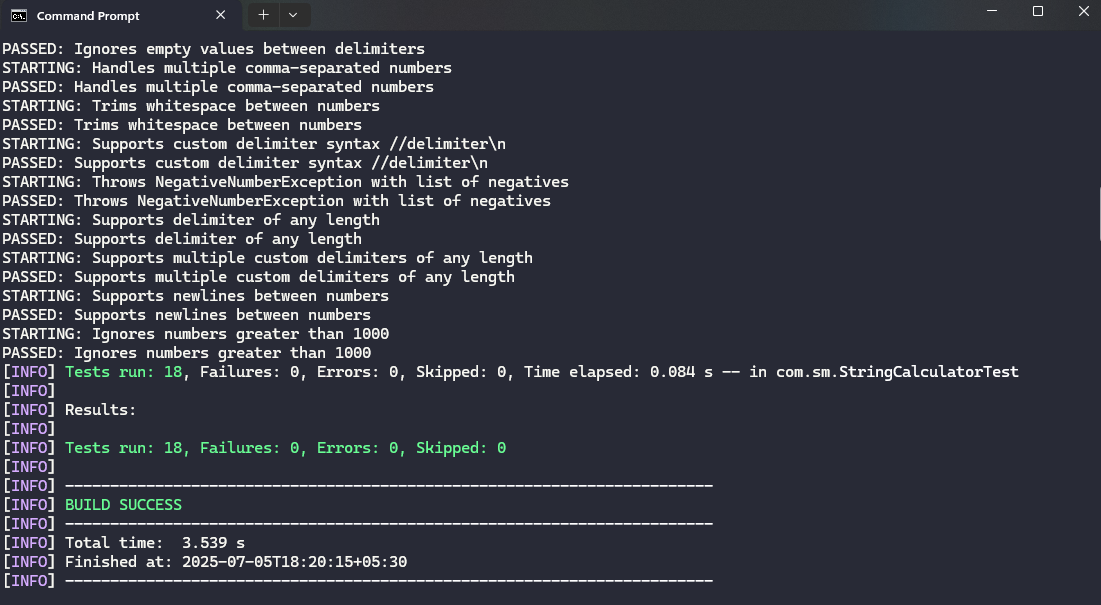 Command Prompt
PASSED: Ignores empty values between delimiters
STARTING: Handles multiple comma-separated numbers
PASSED: Handles multiple comma-separated numbers
STARTING: Trims whitespace between numbers
PASSED: Trims whitespace between numbers
STARTING: Supports custom delimiter syntax //delimiter\n
PASSED: Supports custom delimiter syntax //delimiter\n
STARTING: Throws NegativeNumberException with list of negatives
PASSED: Throws NegativeNumberException with list of negatives
STARTING: Supports delimiter of any length
PASSED: Supports delimiter of any length
STARTING: Supports multiple custom delimiters of any length
PASSED: Supports multiple custom delimiters of any length
STARTING: Supports newlines between numbers
PASSED: Supports newlines between numbers
STARTING: Ignores numbers greater than 1000
PASSED: Ignores numbers greater than 1000
[INFO] Tests run: 18, Failures: 0, Errors: 0, Skipped: 0, Time elapsed: 0.084 s -- in com.sm.StringCalculatorTest
[INFO]
[INFO] Results:
[INFO]
[INFO] Tests run: 18, Failures: 0, Errors: 0, Skipped: 0
[INFO]
[INFO] ------------------------------------------------------------------------
[INFO] BUILD SUCCESS
[INFO] ------------------------------------------------------------------------
[INFO] Total time:  3.539 s
[INFO] Finished at: 2025-07-05T18:20:15+05:30
[INFO] ------------------------------------------------------------------------